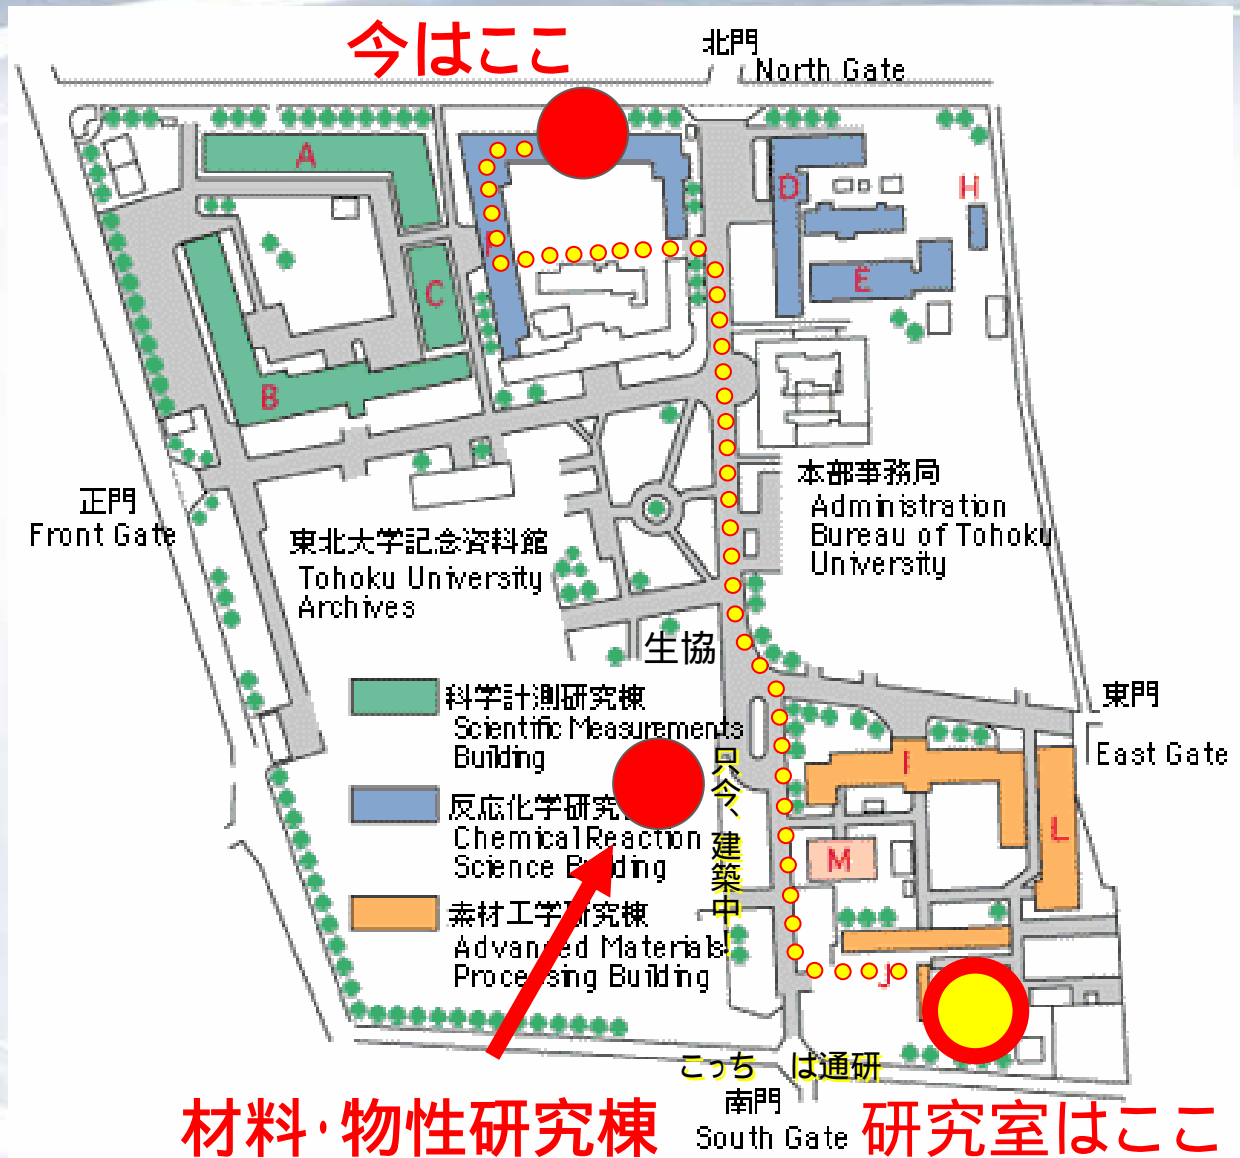 今はここ
北門
North Gate
A
D
H
F
C
E
B
正門
Front Gate
本部事務局
Administration
Bureau of Tohoku
University
東北大学記念資料館
Tohoku University
Archives
生協
科学計測研究棟
Scientific Measurements
Building
東門
East Gate
只今、建築中!
I
反応化学研究
Chemical Reaction
Science Building
L
M
素材工学研究棟
Advanced Materials
Processing Building
J
こっち は通研
南門
South Gate
材料・物性研究棟
研究室はここ